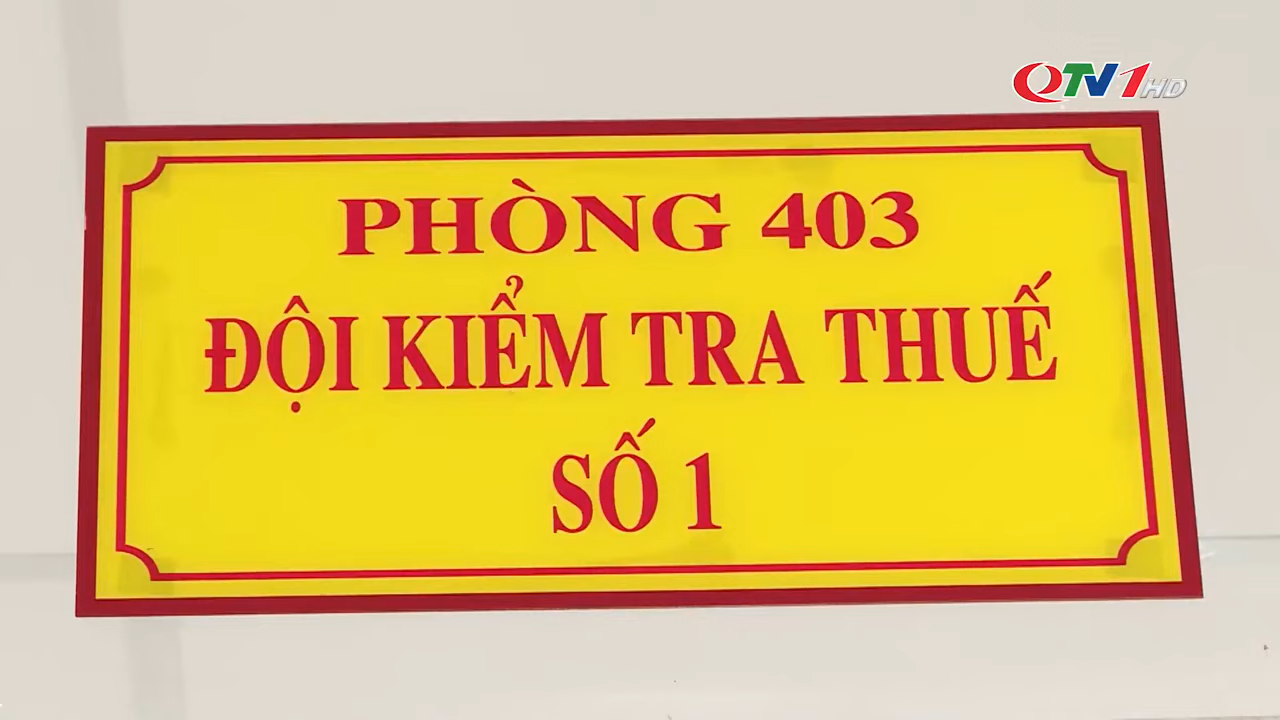 QTV1HD
PHÒNG 403
ĐỘI KIỂM TRA THUẾ
SỐ 1